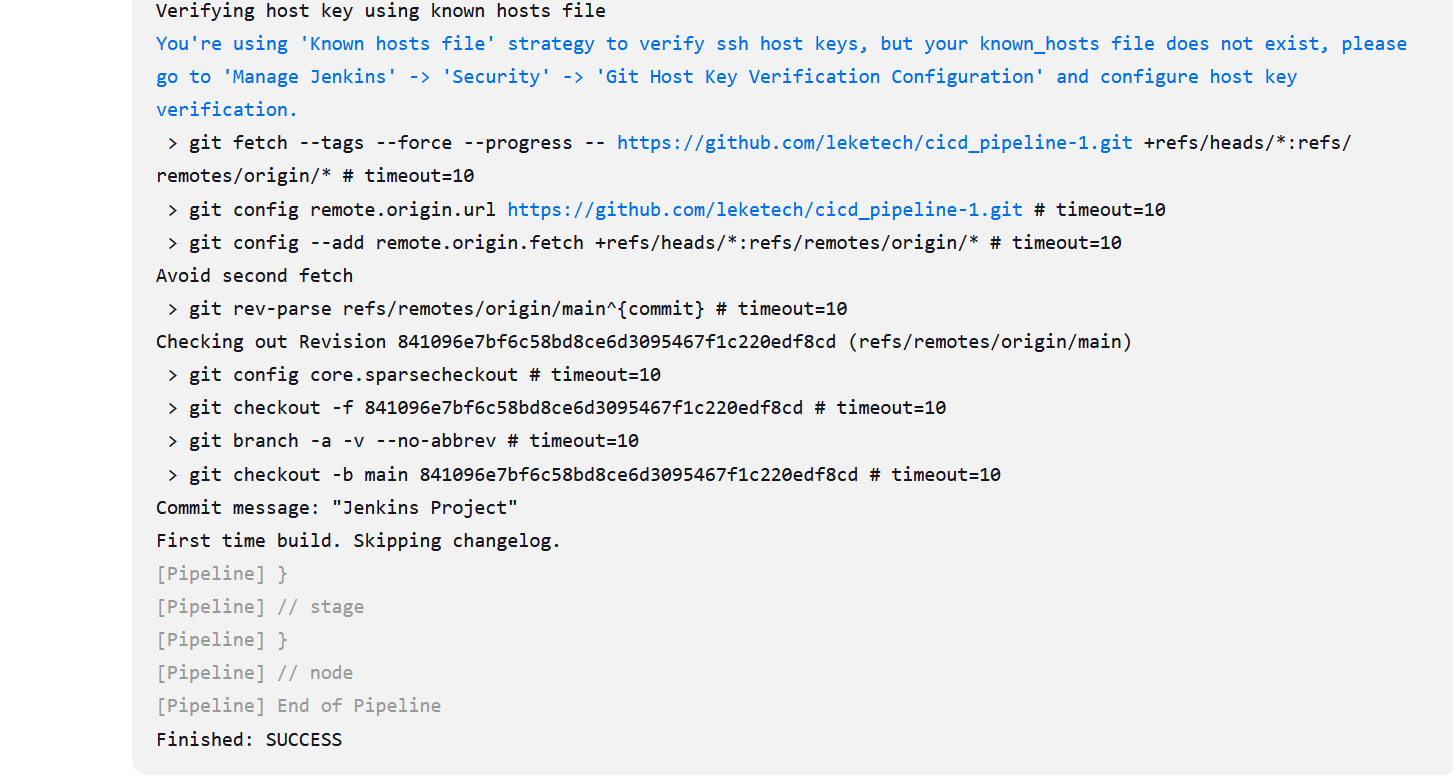 Verifying host key using known hosts file
You're using 'Known hosts file' strategy to verify ssh host keys, but your known_hosts file does not exist, please
go to 'Manage Jenkins' -> 'Security' -> 'Git Host Key Verification Configuration' and configure host key
verification.
> git fetch --tags --force --progress -- https://github.com/leketech/cicd_pipeline-1.git +refs/heads/*:refs/
remotes/origin/* # timeout=10
> git config remote.origin.url https://github.com/leketech/cicd_pipeline-1.git # timeout=10
> git config --add remote.origin.fetch +refs/heads/*:refs/remotes/origin/* # timeout=10
Avoid second fetch
> git rev-parse refs/remotes/origin/main^{commit} # timeout=10
Checking out Revision 841096e7bf6c58bd8ce6d3095467f1c220edf8cd (refs/remotes/origin/main)
> git config core.sparsecheckout # timeout=10
> git checkout -f 841096e7bf6c58bd8ce6d3095467f1c220edf8cd # timeout=10
> git branch -a -v --no-abbrev # timeout=10
> git checkout -b main 841096e7bf6c58bd8ce6d3095467f1c220edf8cd # timeout=10
Commit message: "Jenkins Project"
First time build. Skipping changelog.
[Pipeline] }
[Pipeline] // stage
[Pipeline] }
[Pipeline] // node
[Pipeline] End of Pipeline
Finished: SUCCESS